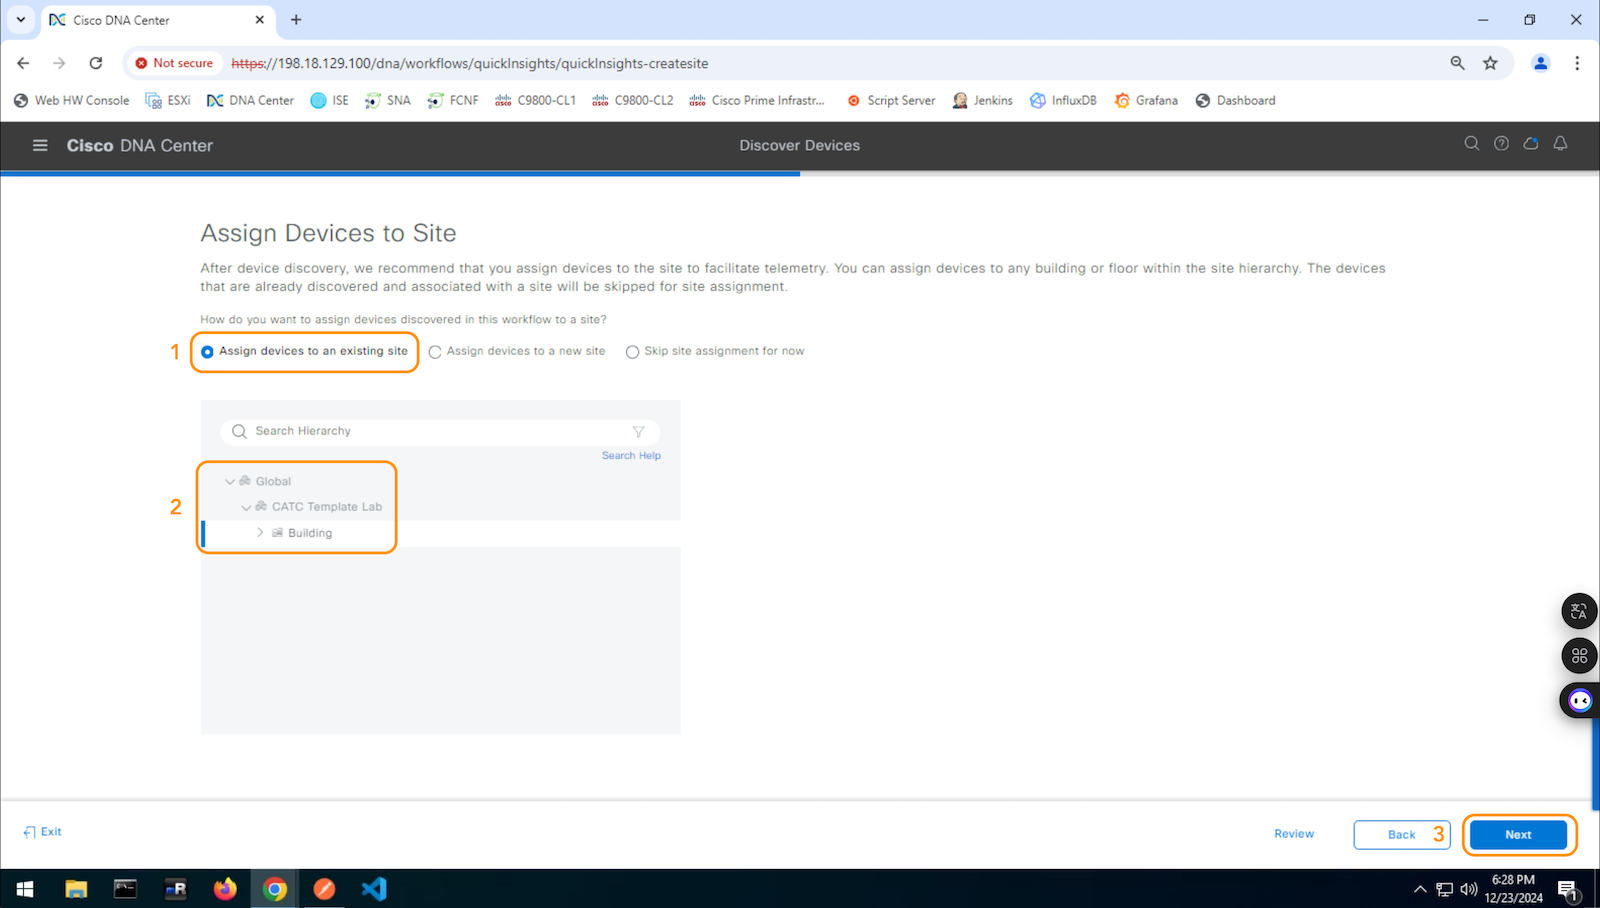 Cisco DNA Center
Not secure
https://198.18.129.100/dna/workflows/quickInsights/quickInsights-createsite
Web HW Console
ESXi
DNA Center
ISE
SNA
FCNF
C9800-CL1
C9800-CL2
Cisco Prime Infrastr...
Script Server
Jenkins
InfluxDB
Grafana
Dashboard
Cisco DNA Center
Discover Devices
Assign Devices to Site
After device discovery, we recommend that you assign devices to the site to facilitate telemetry. You can assign devices to any building or floor within the site hierarchy. The devices
that are already discovered and associated with a site will be skipped for site assignment.
How do you want to assign devices discovered in this workflow to a site?
1
Assign devices to an existing site
Assign devices to a new site
Skip site assignment for now
Search Hierarchy
Search Help
2
Global
CATC Template Lab
Building
Exit
Review
Back
3
Next
6:28 PM
12/23/2024
1